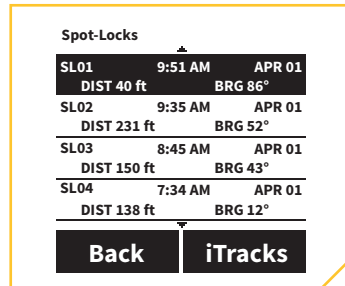 Spot-Locks
SL01 9:51 AM APR 01
DIST 40 ft BRG 86°
SL02 9:35 AM APR 01
DIST 231 ft BRG 52°
SL03 8:45 AM APR 01
DIST 150 ft BRG 43°
SL04 7:34 AM APR 01
DIST 138 ft BRG 12°
Back iTracks